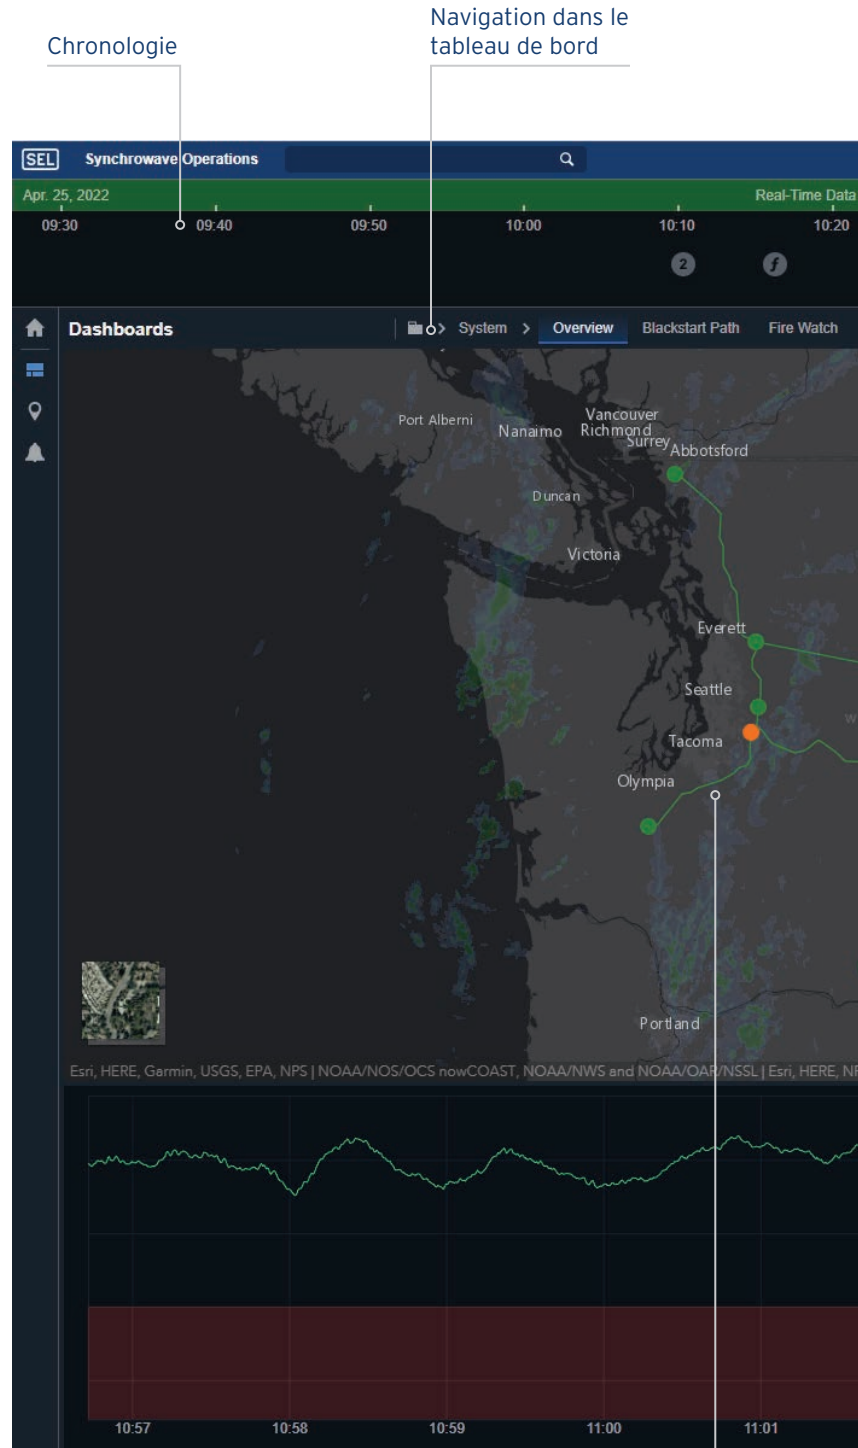 Navigation dans le
tableau de bord
Chronologie
SEL Synchrowave Operations
Apr. 25, 2022 Real-Time Data
09:30 09:40 09:50 10:00 10:10 10:20
2 f
Dashboards > System > Overview Blackstart Path Fire Watch
Port Alberni
Vancouver
Nanaimo Richmond
Surrey
Abbotsford
Duncan
Victoria
Everett
Seattle
W
Tacoma
Olympia
Portland
Esri, HERE, Garmin, USGS, EPA, NPS | NOAA/NOS/OCS nowCOAST, NOAA/NWS and NOAA/OAR/NSSL | Esri, HERE, NP
10:57 10:58 10:59 11:00 11:01